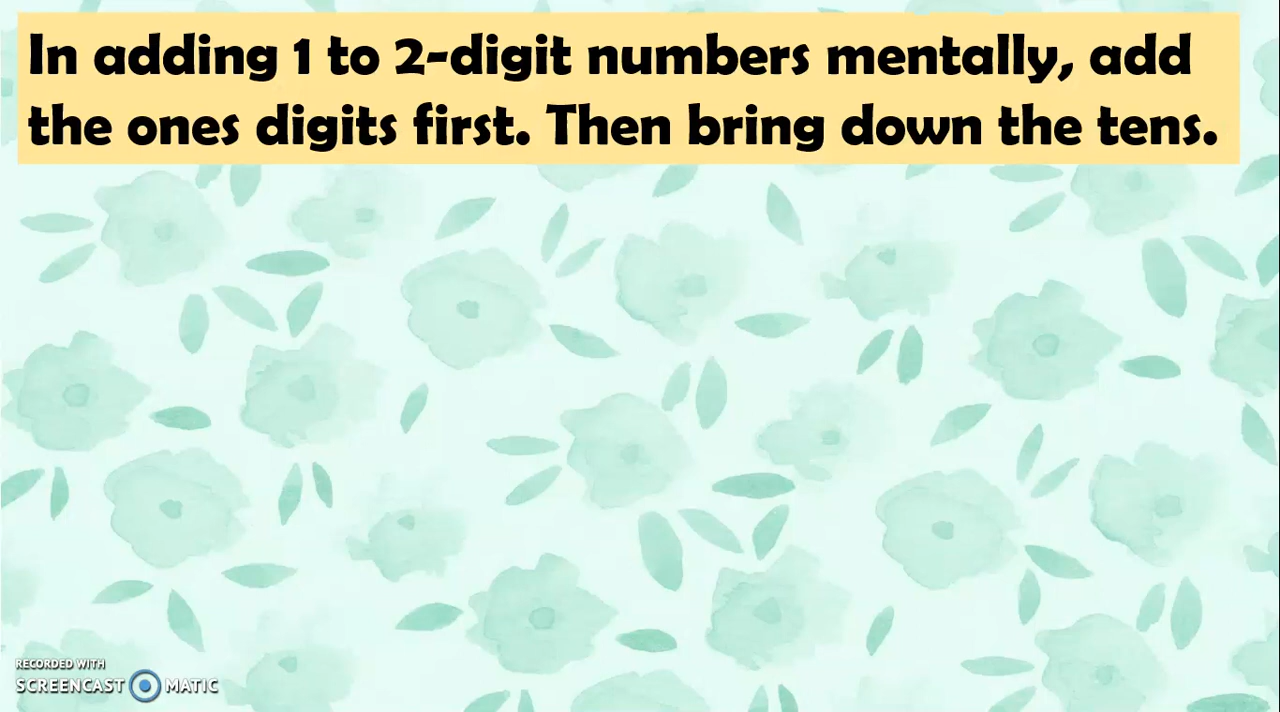 In adding 1 to 2-digit numbers mentally, add
the ones digits first. Then bring down the tens.
RECORDED WITH
SCREENCAST MATIC